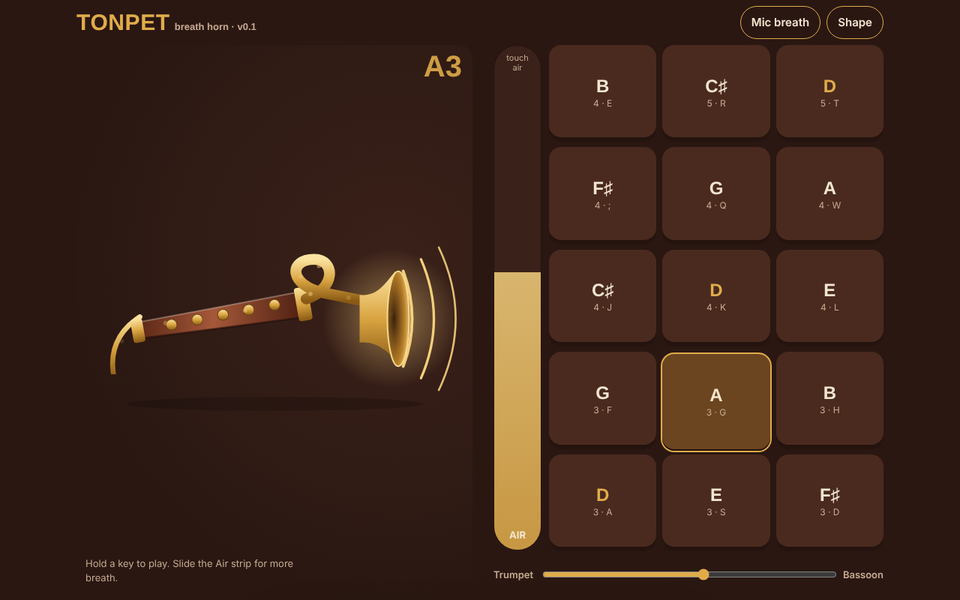 TONPET breath horn · v0.1
Mic breath
Shape
A3
Hold a key to play. Slide the Air strip for more
breath.
touch
air
AIR
B
4 · E
C♯
5 · R
D
5 · T
F♯
4 · ;
G
4 · Q
A
4 · W
C♯
4 · J
D
4 · K
E
4 · L
G
3 · F
A
3 · G
B
3 · H
D
3 · A
E
3 · S
F♯
3 · D
Trumpet
Bassoon